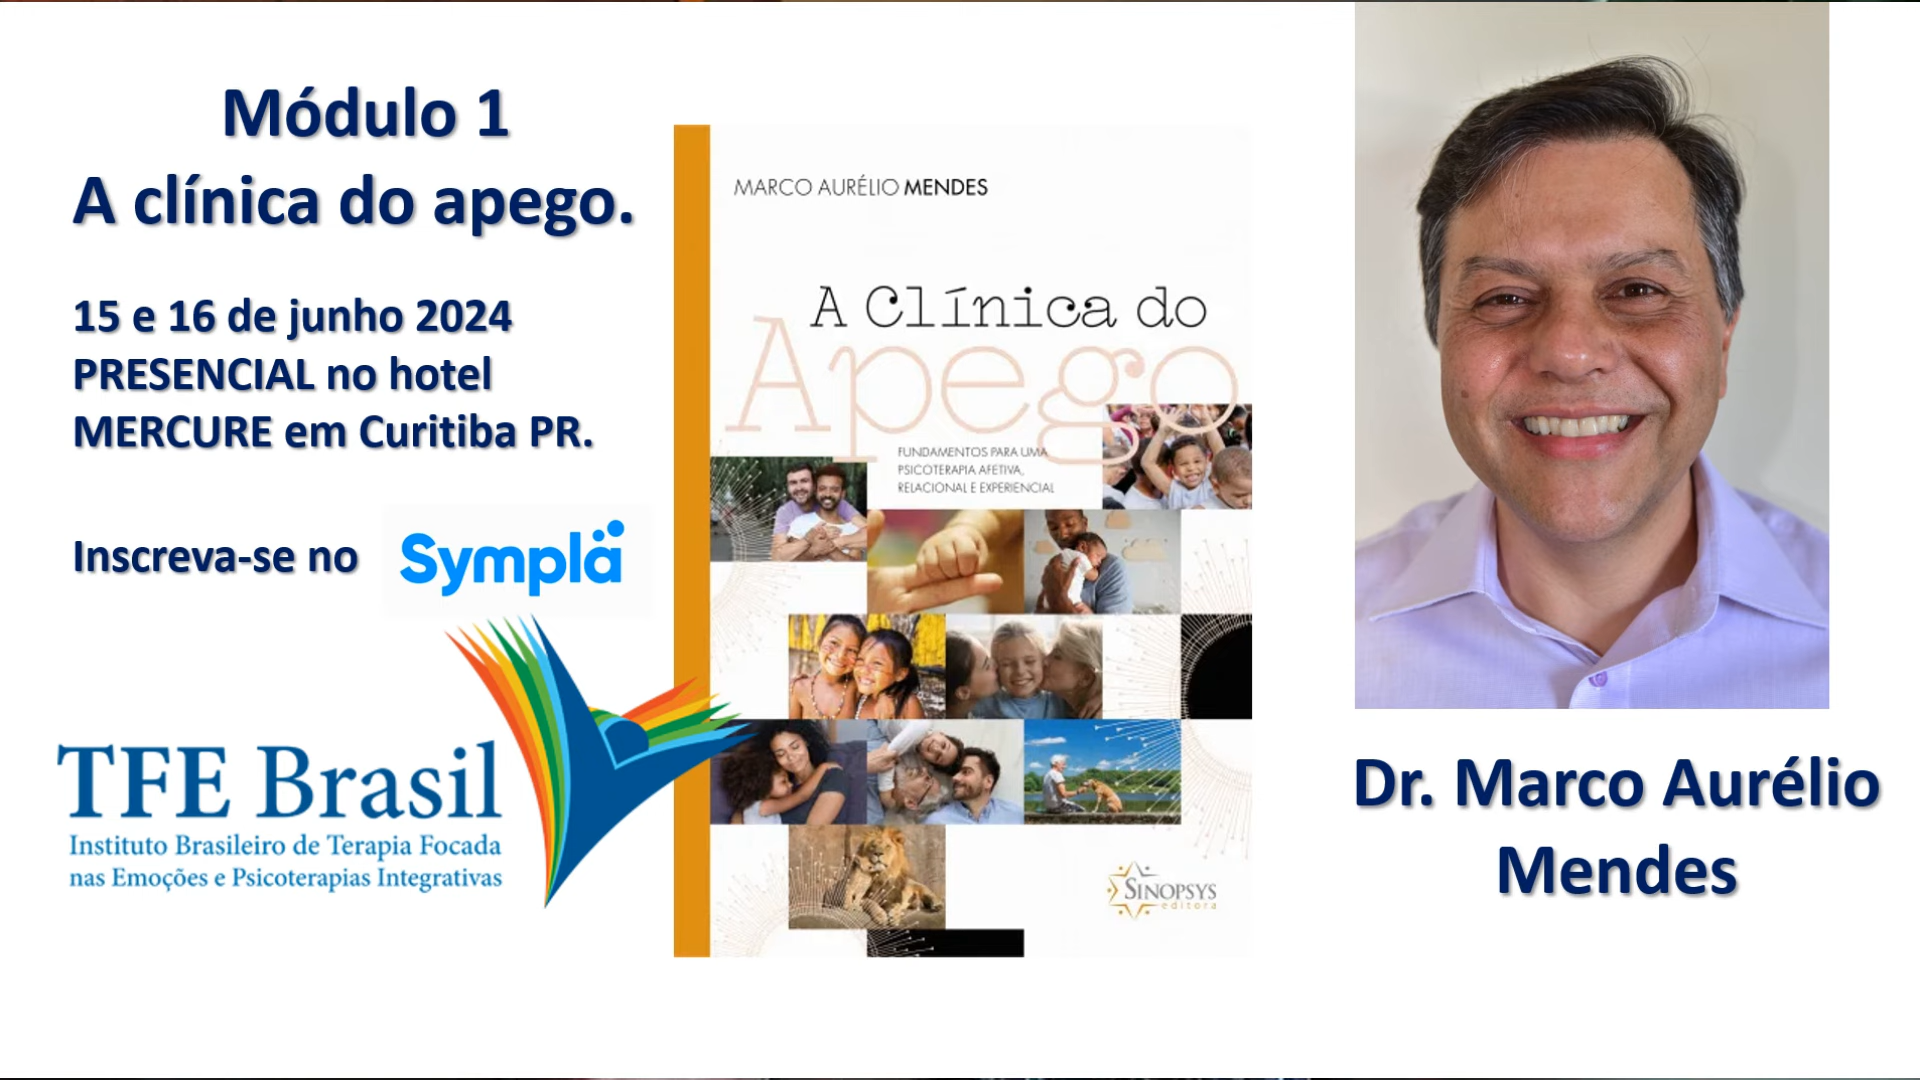 Módulo 1
A clínica do apego.
15 e 16 de junho 2024
PRESENCIAL no hotel
MERCURE em Curitiba PR.
Inscreva-se no Sympla
TFE Brasil
Instituto Brasileiro de Terapia Focada
nas Emoções e Psicoterapias Integrativas
MARCO AURÉLIO MENDES
A Clínica do
Apego
FUNDAMENTOS PARA UMA
PSICOTERAPIA AFETIVA,
RELACIONAL E EXPERIENCIAL
SINOPSYS
editora
Dr. Marco Aurélio
Mendes